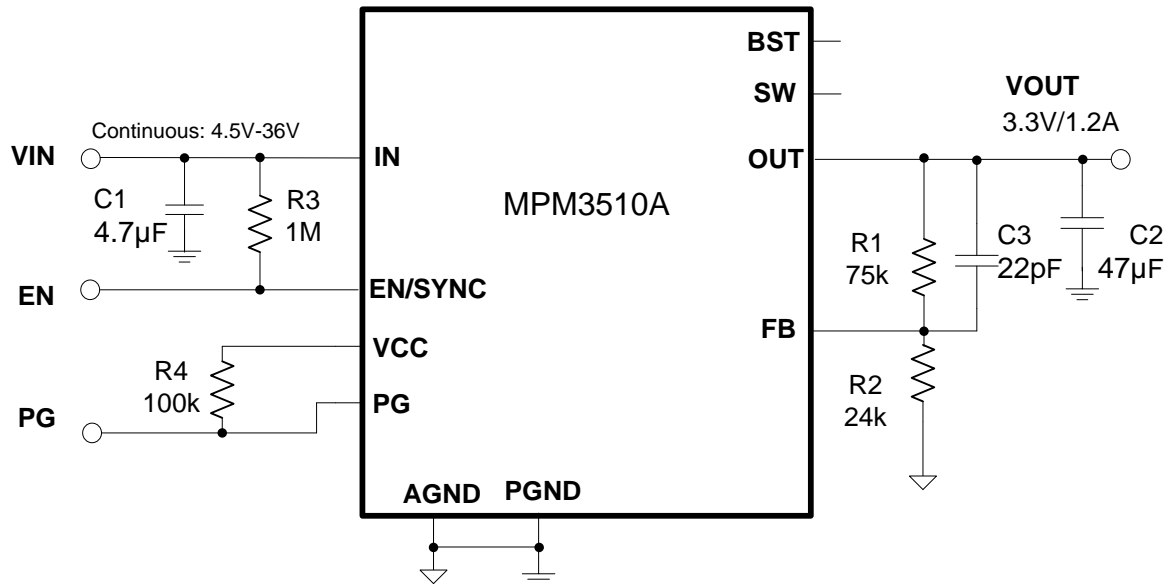 BST
SW
VOUT
3.3V/1.2A
Continuous: 4.5V-36V
VIN
IN
OUT
C1
4.7µF
R3
1M
MPM3510A
R1
75k
C3
22pF
C2
47µF
EN
EN/SYNC
FB
VCC
R4
100k
PG
PG
R2
24k
AGND
PGND